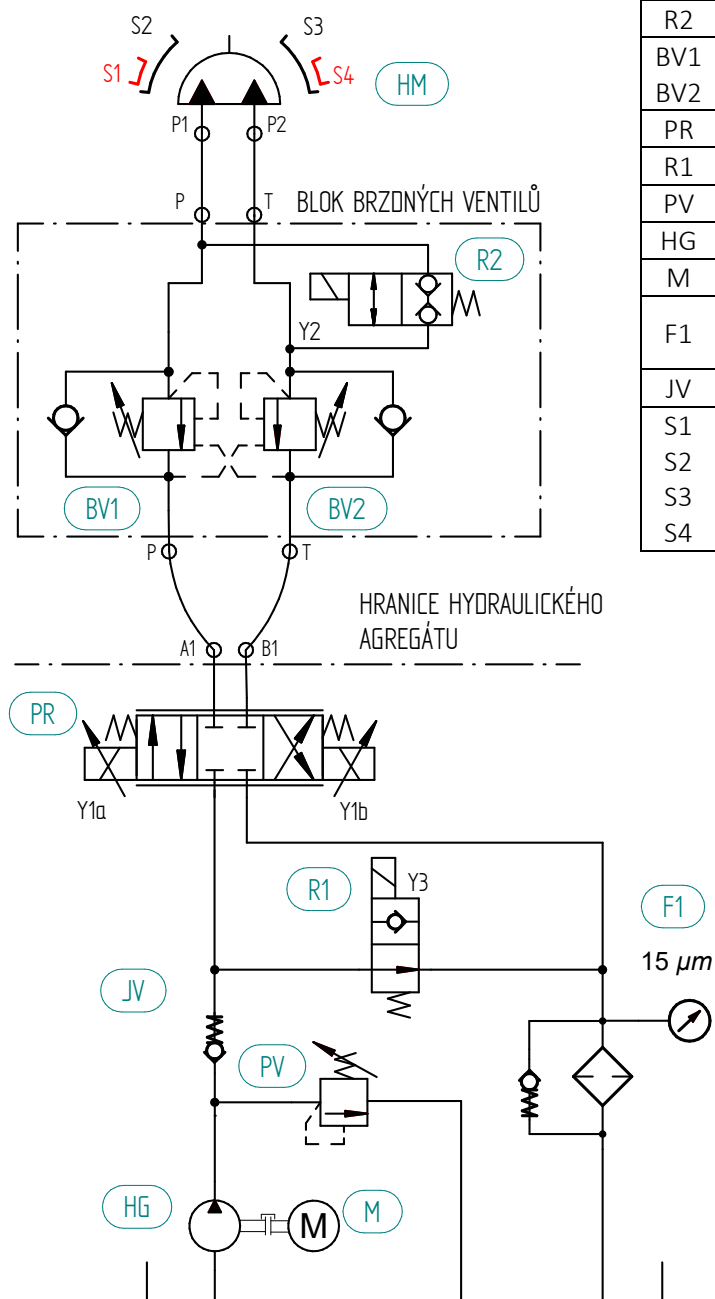 S2
S3
S1
S4
HM
P1
P2
P
T
BLOK BRZDNÝCH VENTILŮ
R2
Y2
BV1
BV2
P
T
HRANICE HYDRAULICKÉHO
AGREGÁTU
A1
B1
PR
Y1a
Y1b
R1
Y3
F1
15 µm
JV
PV
HG
M
M
R2
BV1
BV2
PR
R1
PV
HG
M
F1
JV
S1
S2
S3
S4